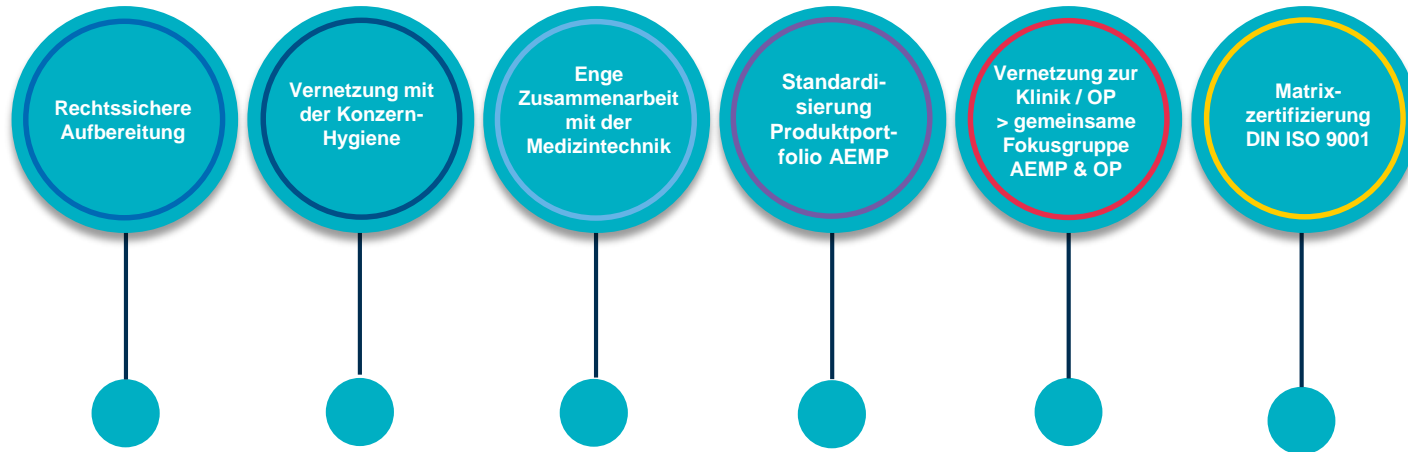 Rechtssichere
Aufbereitung
Vernetzung mit
der Konzern-
Hygiene
Enge
Zusammenarbeit
mit der
Medizintechnik
Standardi-
sierung
Produktport-
folio AEMP
Vernetzung zur
Klinik / OP
> gemeinsame
Fokusgruppe
AEMP & OP
Matrix-
zertifizierung
DIN ISO 9001